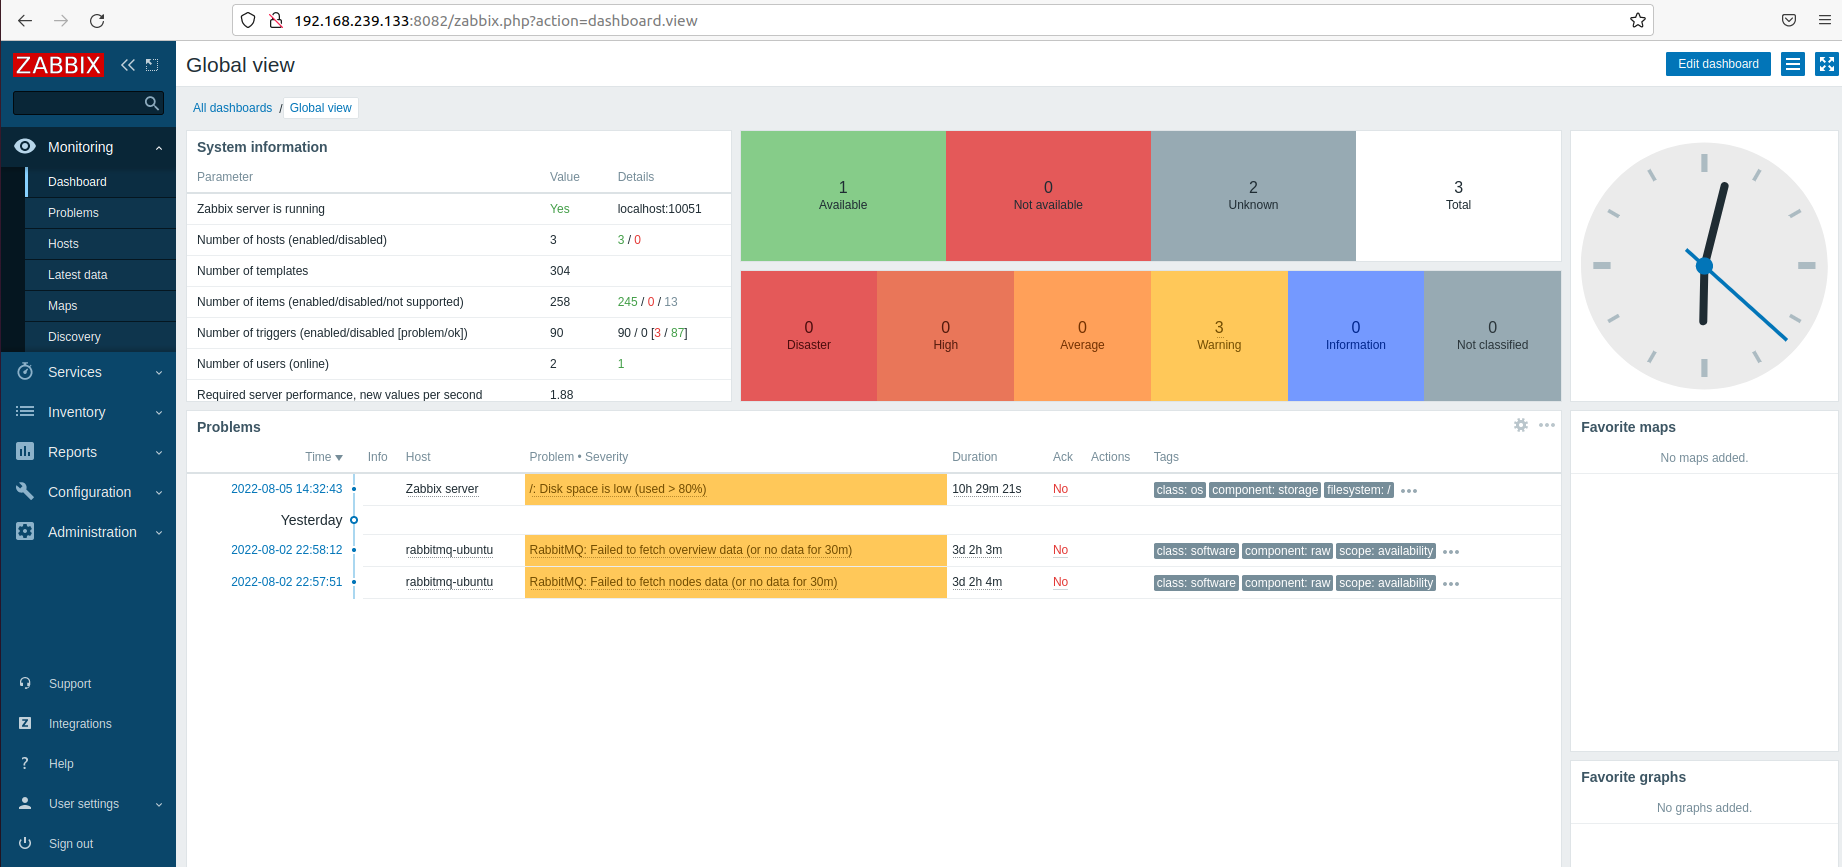 192.168.239.133:8082/zabbix.php?action=dashboard.view
ZABBIX
Monitoring
Dashboard
Problems
Hosts
Latest data
Maps
Discovery
Services
Inventory
Reports
Configuration
Administration
Support
Z Integrations
? Help
User settings
Sign out
Global view
Edit dashboard
All dashboards / Global view
System information
Parameter Value Details
Zabbix server is running Yes localhost:10051
Number of hosts (enabled/disabled) 3 3 / 0
Number of templates 304
Number of items (enabled/disabled/not supported) 258 245 / 0 / 13
Number of triggers (enabled/disabled [problem/ok]) 90 90 / 0 [3 / 87]
Number of users (online) 2 1
Required server performance, new values per second 1.88
1 0 2 3
Available Not available Unknown Total
0 0 0 3 0 0
Disaster High Average Warning Information Not classified
Problems
Time Info Host Problem • Severity Duration Ack Actions Tags
2022-08-05 14:32:43 Zabbix server /: Disk space is low (used > 80%) 10h 29m 21s No class: os component: storage filesystem: /
Yesterday
2022-08-02 22:58:12 rabbitmq-ubuntu RabbitMQ: Failed to fetch overview data (or no data for 30m) 3d 2h 3m No class: software component: raw scope: availability
2022-08-02 22:57:51 rabbitmq-ubuntu RabbitMQ: Failed to fetch nodes data (or no data for 30m) 3d 2h 4m No class: software component: raw scope: availability
Favorite maps
No maps added.
Favorite graphs
No graphs added.